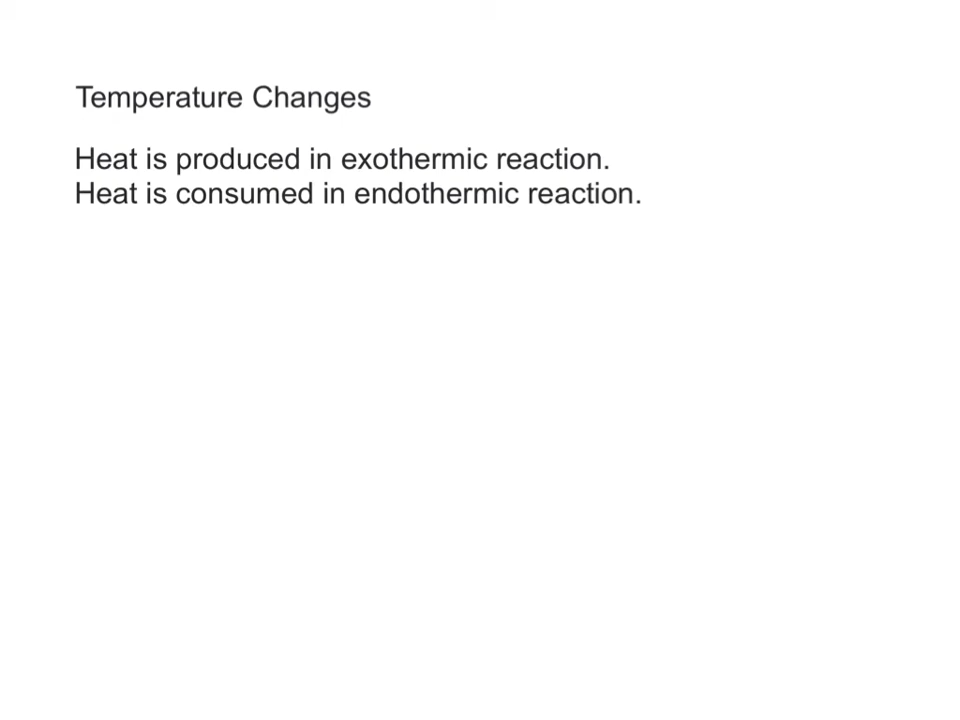 Temperature Changes
Heat is produced in exothermic reaction.
Heat is consumed in endothermic reaction.